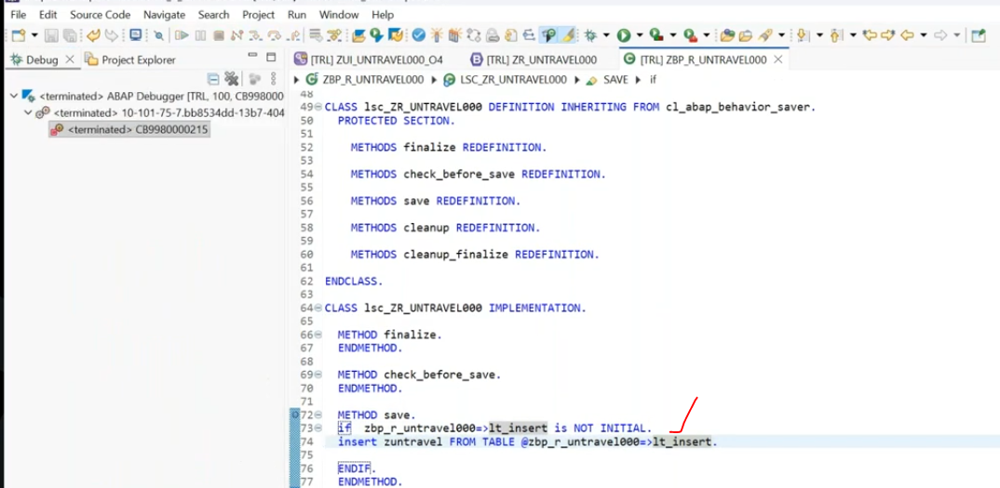 File Edit Source Code Navigate Search Project Run Window Help
Debug Project Explorer
[TRL] ZUI_UNTRAVEL000_O4 [TRL] ZR_UNTRAVEL000 [TRL] ZBP_R_UNTRAVEL000
ZBP_R_UNTRAVEL000 LSC_ZR_UNTRAVEL000 SAVE if
<terminated> ABAP Debugger [TRL, 100, CB998000
<terminated> 10-101-75-7.bb8534dd-13b7-404
<terminated> CB9980000215
48
49 CLASS lsc_ZR_UNTRAVEL000 DEFINITION INHERITING FROM cl_abap_behavior_saver.
50 PROTECTED SECTION.
51
52 METHODS finalize REDEFINITION.
53
54 METHODS check_before_save REDEFINITION.
55
56 METHODS save REDEFINITION.
57
58 METHODS cleanup REDEFINITION.
59
60 METHODS cleanup_finalize REDEFINITION.
61
62 ENDCLASS.
63
64 CLASS lsc_ZR_UNTRAVEL000 IMPLEMENTATION.
65
66 METHOD finalize.
67 ENDMETHOD.
68
69 METHOD check_before_save.
70 ENDMETHOD.
71
72 METHOD save.
73 if zbp_r_untravel000=>lt_insert is NOT INITIAL.
74 insert zuntravel FROM TABLE @zbp_r_untravel000=>lt_insert.
75
76 ENDIF.
77 ENDMETHOD.